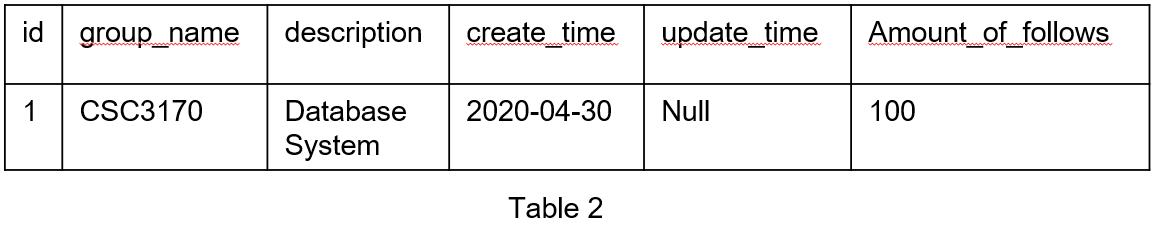 id group_name description create_time update_time Amount_of_follows
1 CSC3170 Database 2020-04-30 Null 100
System
Table 2